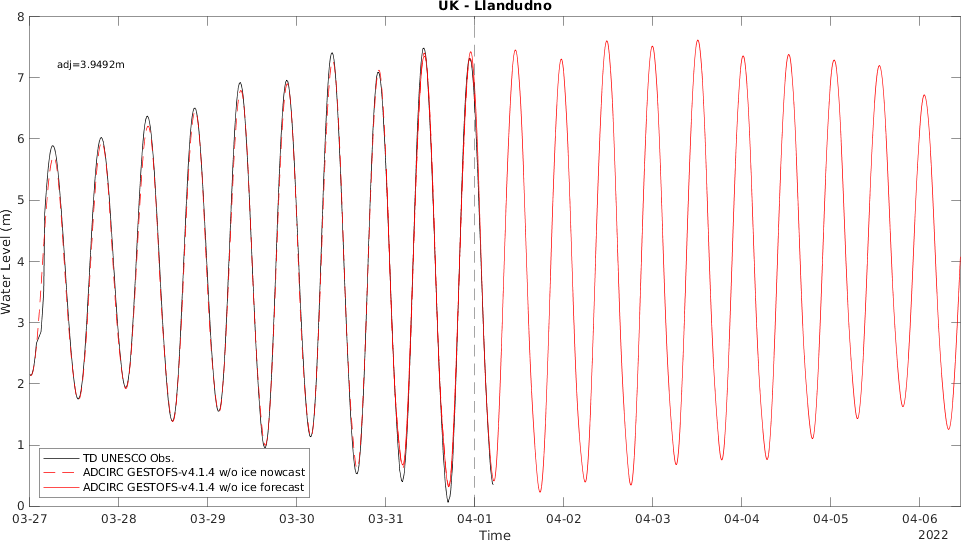 UK - Llandudno
adj=3.9492m
Water Level (m)
8
7
6
5
4
3
2
1
0
TD UNESCO Obs.
ADCIRC GESTOFS-v4.1.4 w/o ice nowcast
ADCIRC GESTOFS-v4.1.4 w/o ice forecast
03-27 03-28 03-29 03-30 03-31 04-01 04-02 04-03 04-04 04-05 04-06
Time
2022